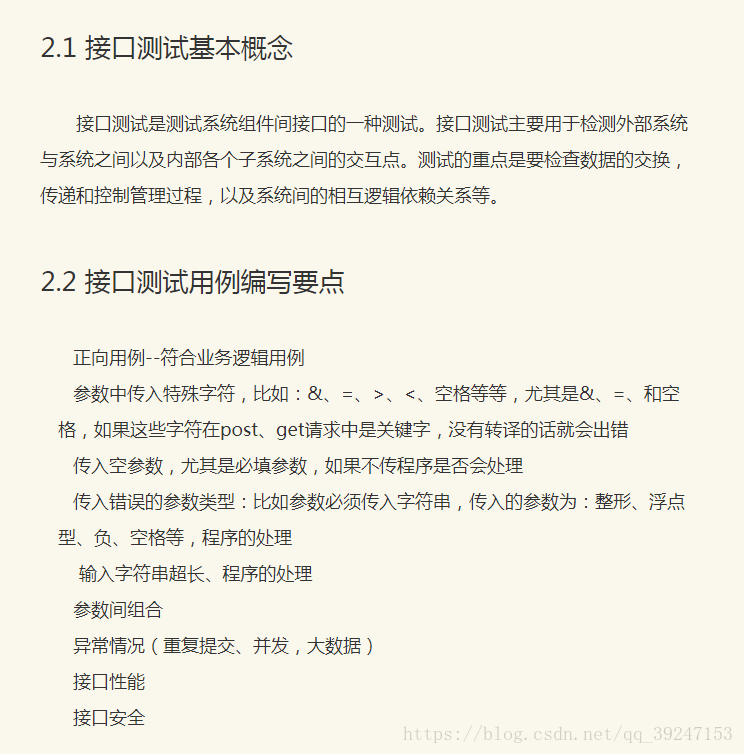 2.1 接口测试基本概念
接口测试是测试系统组件间接口的一种测试。接口测试主要用于检测外部系统
与系统之间以及内部各个子系统之间的交互点。测试的重点是要检查数据的交换，
传递和控制管理过程，以及系统间的相互逻辑依赖关系等。
2.2 接口测试用例编写要点
正向用例--符合业务逻辑用例
参数中传入特殊字符，比如：&、=、>、<、空格等等，尤其是&、=、和空
格，如果这些字符在post、get请求中是关键字，没有转译的话就会出错
传入空参数，尤其是必填参数，如果不传程序是否会处理
传入错误的参数类型：比如参数必须传入字符串，传入的参数为：整形、浮点
型、负、空格等，程序的处理
输入字符串超长、程序的处理
参数间组合
异常情况（重复提交、并发，大数据）
接口性能
接口安全
https://blog.csdn.net/qq_39247153